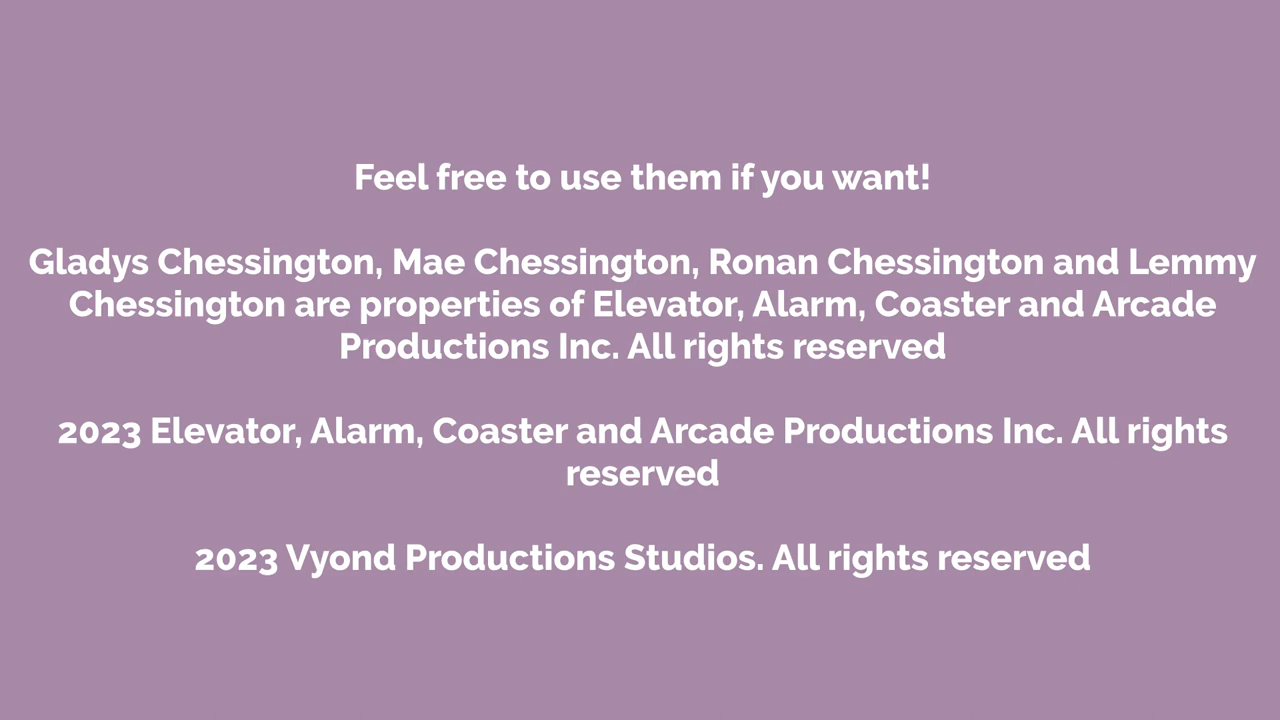 Feel free to use them if you want!
Gladys Chessington, Mae Chessington, Ronan Chessington and Lemmy
Chessington are properties of Elevator, Alarm, Coaster and Arcade
Productions Inc. All rights reserved
2023 Elevator, Alarm, Coaster and Arcade Productions Inc. All rights
reserved
2023 Vyond Productions Studios. All rights reserved